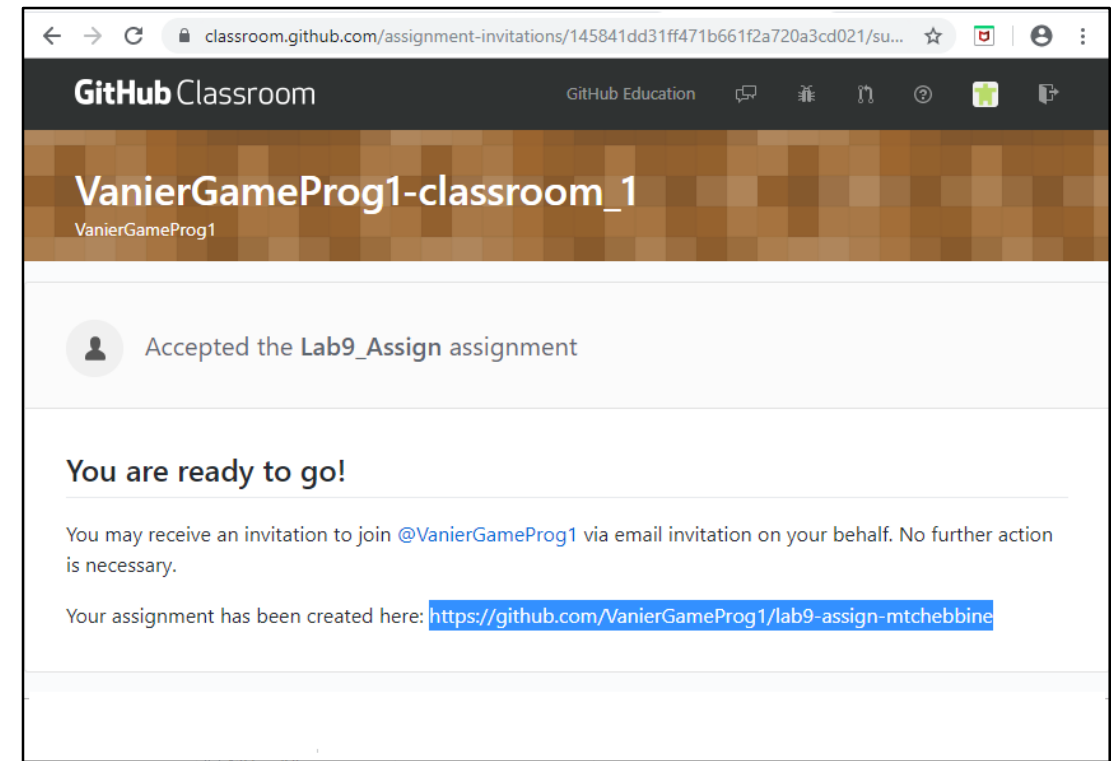 classroom.github.com/assignment-invitations/145841dd31ff471b661f2a720a3cd021/su...
GitHub Classroom
GitHub Education
VanierGameProg1-classroom_1
VanierGameProg1
Accepted the Lab9_Assign assignment
You are ready to go!
You may receive an invitation to join @VanierGameProg1 via email invitation on your behalf. No further action
is necessary.
Your assignment has been created here: https://github.com/VanierGameProg1/lab9-assign-mtchebbine